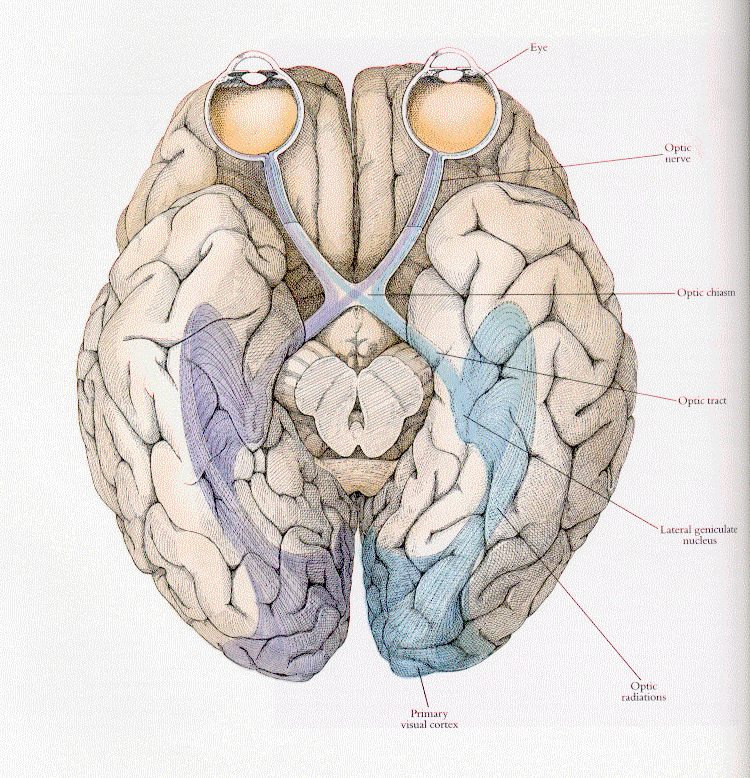 Eye
Optic
nerve
Optic chiasm
Optic tract
Lateral geniculate
nucleus
Optic
radiations
Primary
visual cortex